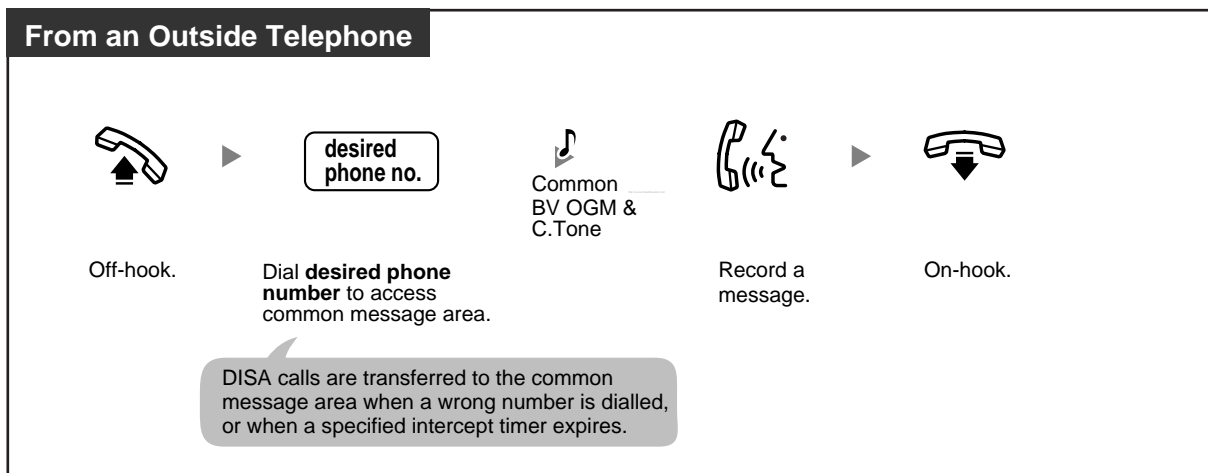 From an Outside Telephone
desired
phone no.
Common
BV OGM &
C.Tone
Off-hook.
Dial desired phone
number to access
common message area.
Record a
message.
On-hook.
DISA calls are transferred to the common
message area when a wrong number is dialled,
or when a specified intercept timer expires.